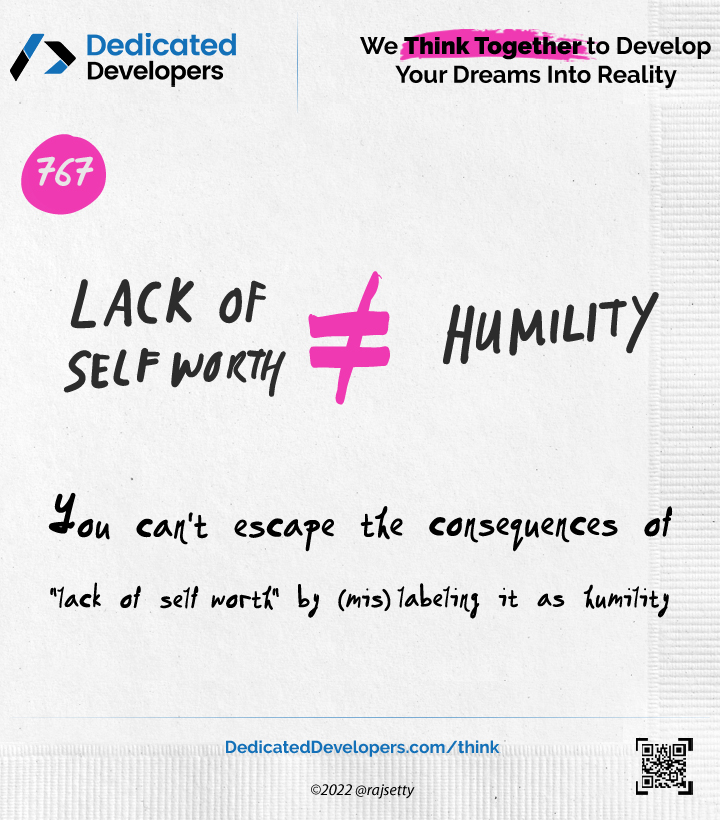 Dedicated
Developers
We Think Together to Develop
Your Dreams Into Reality
767
LACK OF
SELF WORTH
≠
HUMILITY
You can't escape the consequences of
"lack of self worth" by (mis) labeling it as humility
DedicatedDevelopers.com/think
©2022 @rajsetty